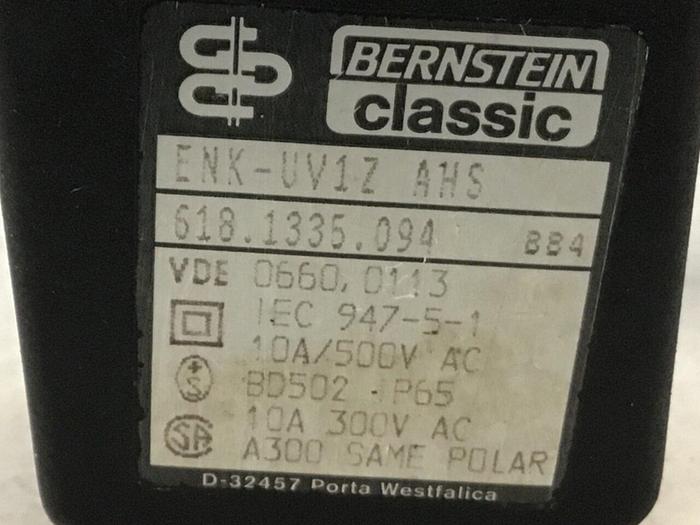 BERNSTEIN
classic
ENK-UV1Z AHS
618.1335.094 884
VDE 0660,0113
IEC 947-5-1
10A/500V AC
+S BD502 IP65
SA 10A 300V AC
A300 SAME POLAR
D-32457 Porta Westfalica